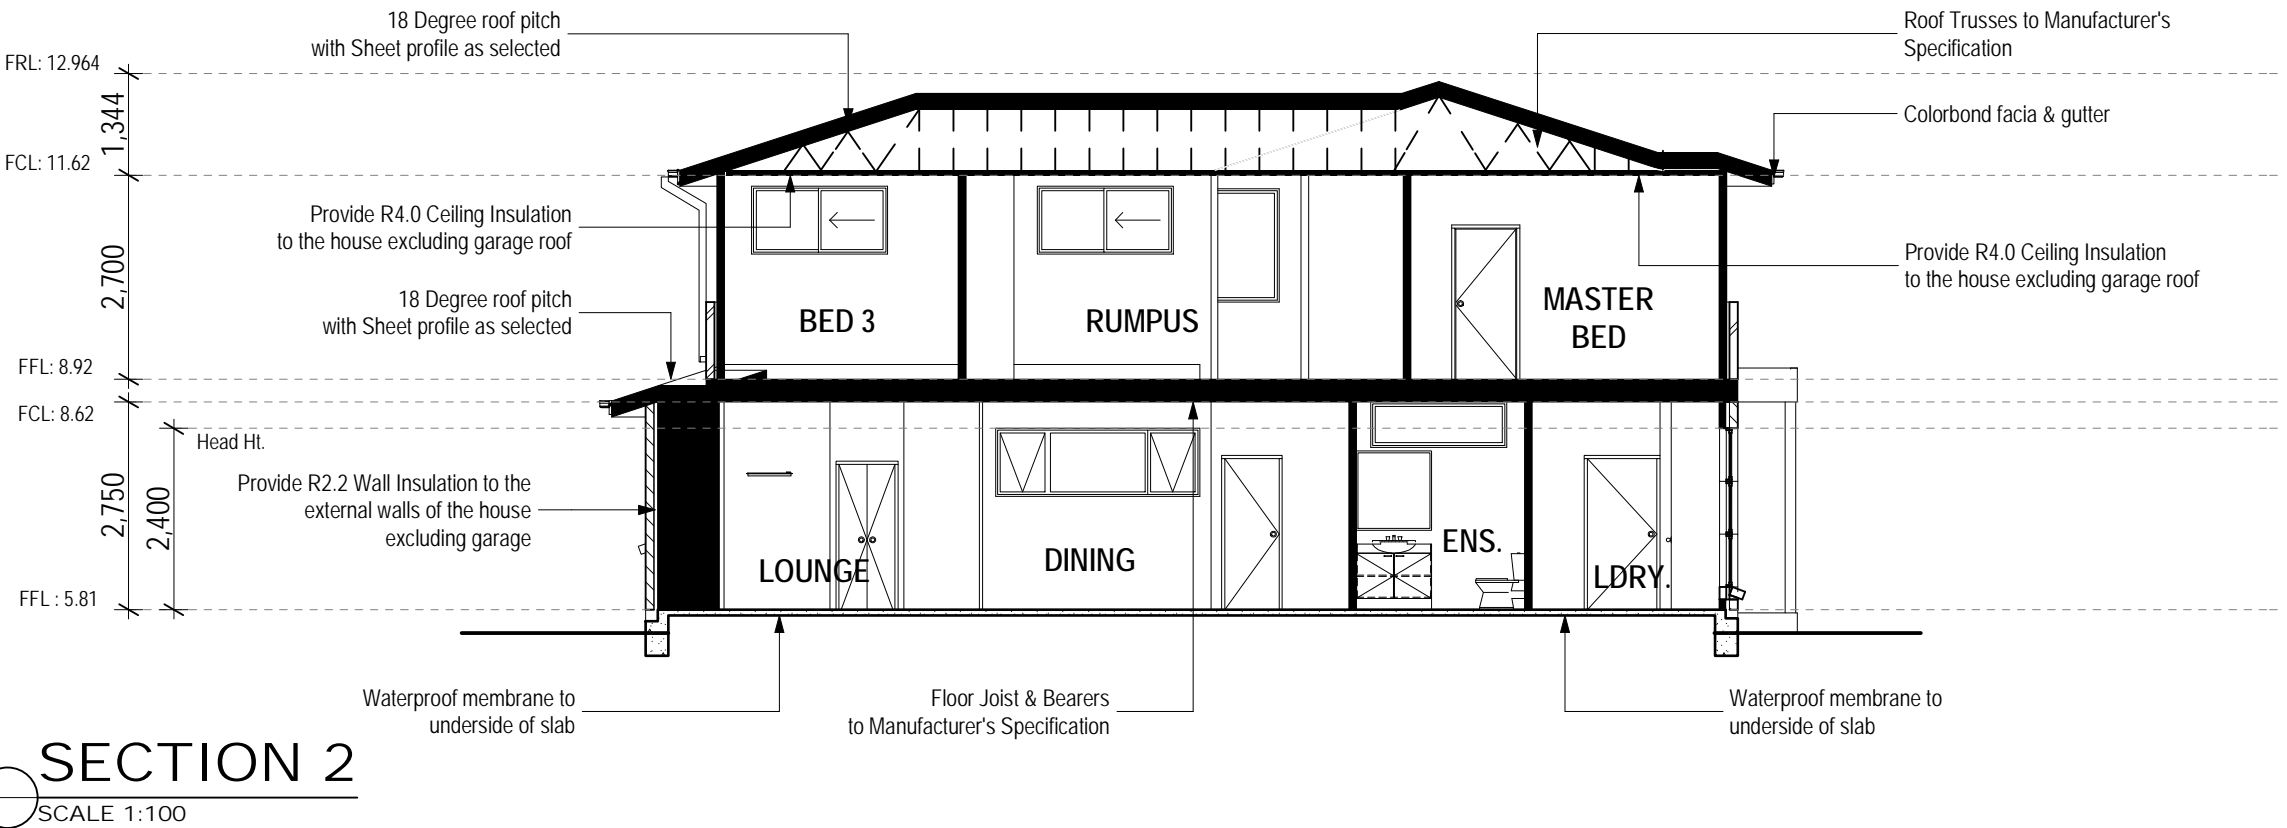 18 Degree roof pitch
with Sheet profile as selected
Roof Trusses to Manufacturer's
Specification
FRL: 12.964
1,344
Colorbond facia & gutter
FCL: 11.62
Provide R4.0 Ceiling Insulation
to the house excluding garage roof
2,700
Provide R4.0 Ceiling Insulation
to the house excluding garage roof
18 Degree roof pitch
with Sheet profile as selected
BED 3
RUMPUS
MASTER
BED
FFL: 8.92
FCL: 8.62
Head Ht.
2,750
2,400
Provide R2.2 Wall Insulation to the
external walls of the house
excluding garage
LOUNGE
DINING
ENS.
LDRY.
FFL : 5.81
Waterproof membrane to
underside of slab
Floor Joist & Bearers
to Manufacturer's Specification
Waterproof membrane to
underside of slab
SECTION 2
SCALE 1:100